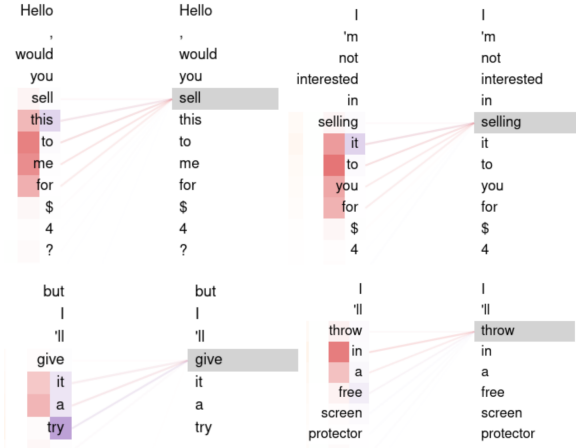 Hello Hello
, ,
would would
you you
sell sell
this this
to to
me me
for for
$ $
4 4
? ?
I I
'm 'm
not not
interested interested
in in
selling selling
it it
to to
you you
for for
$ $
4 4
but but
I I
'll 'll
give give
it it
a a
try try
I I
'll 'll
throw throw
in in
a a
free free
screen screen
protector protector